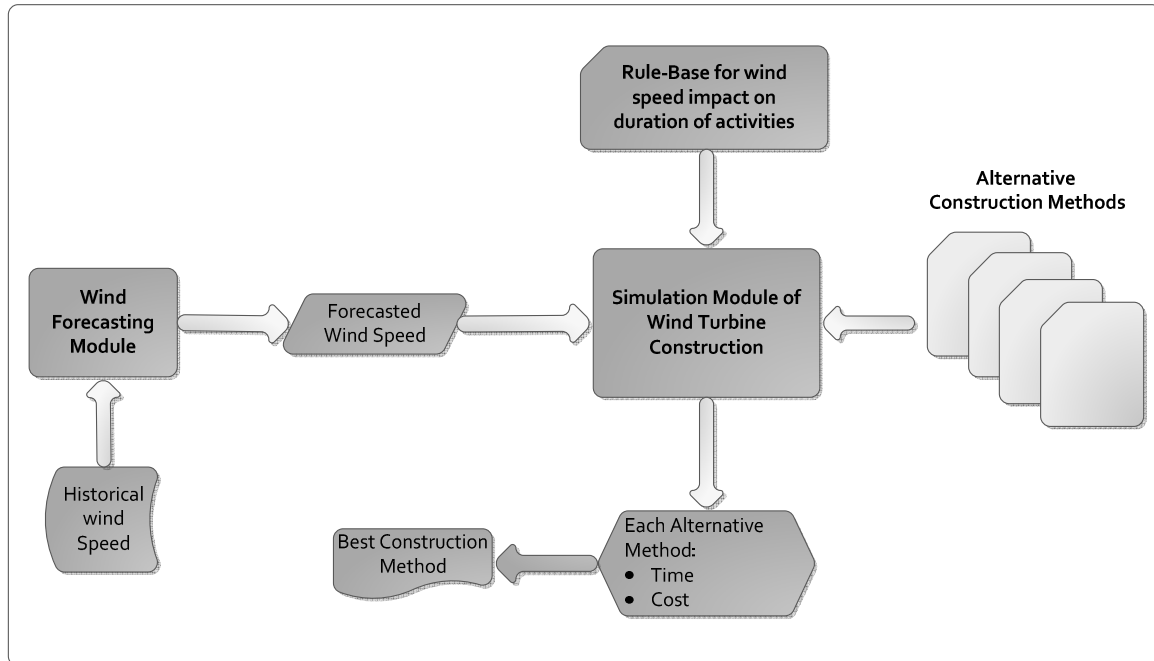 Rule-Base for wind
speed impact on
duration of activities
Alternative
Construction Methods
Wind
Forecasting
Module
Forecasted
Wind Speed
Simulation Module of
Wind Turbine
Construction
Historical
wind
Speed
Best Construction
Method
Each Alternative
Method:
• Time
• Cost